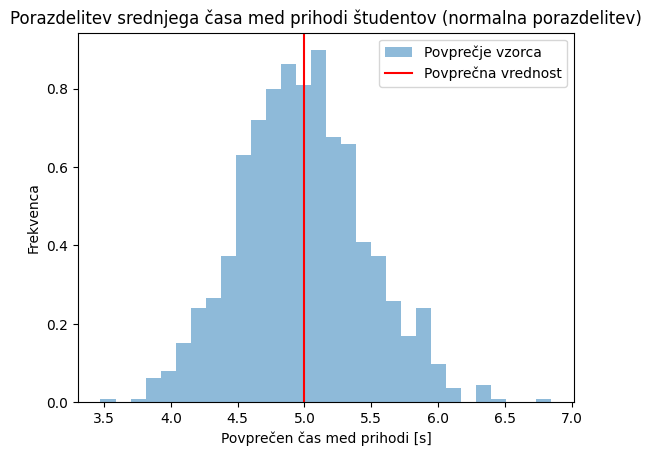 Porazdelitev srednjega časa med prihodi študentov (normalna porazdelitev)
Povprečje vzorca
Povprečna vrednost
Frekvenca
0.8
0.6
0.4
0.2
0.0
3.5 4.0 4.5 5.0 5.5 6.0 6.5 7.0
Povprečen čas med prihodi [s]